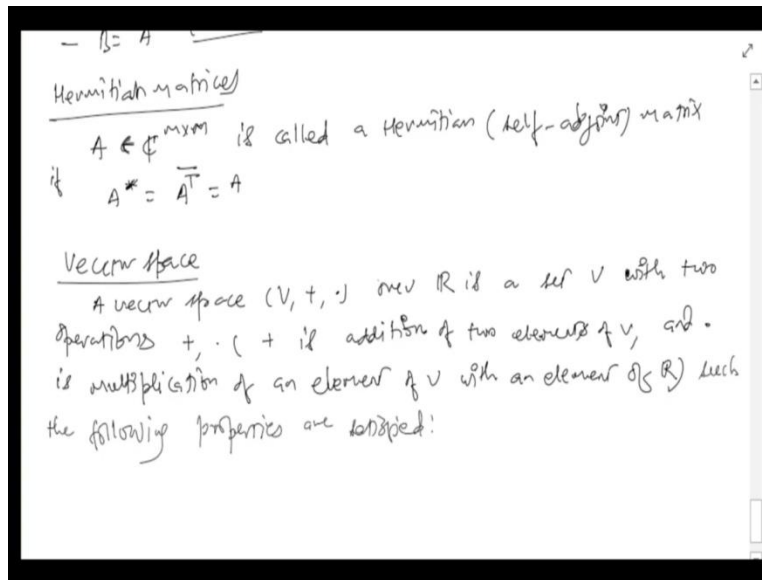 - B = A
Hermitian matrices
A ∈ ℂ^{m×m} is called a Hermitian (self-adjoint) matrix
if A* = \overline{A^T} = A
Vector space
A vector space (V, +, ·) over ℝ is a set V with two
operations +, · ( + is addition of two elements of V, and ·
is multiplication of an element of V with an element of ℝ) such
the following properties are satisfied: